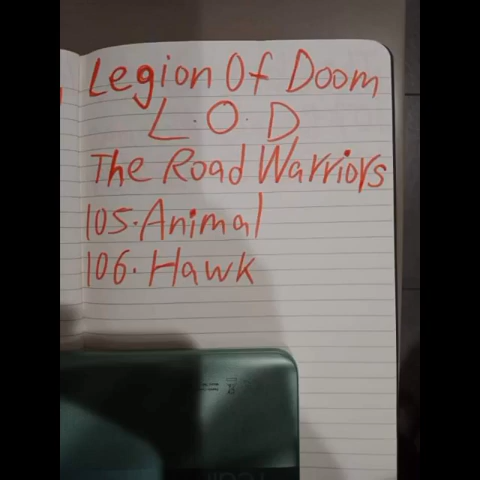 Legion Of Doom
L.O.D
The Road Warriors
105.Animal
106.Hawk